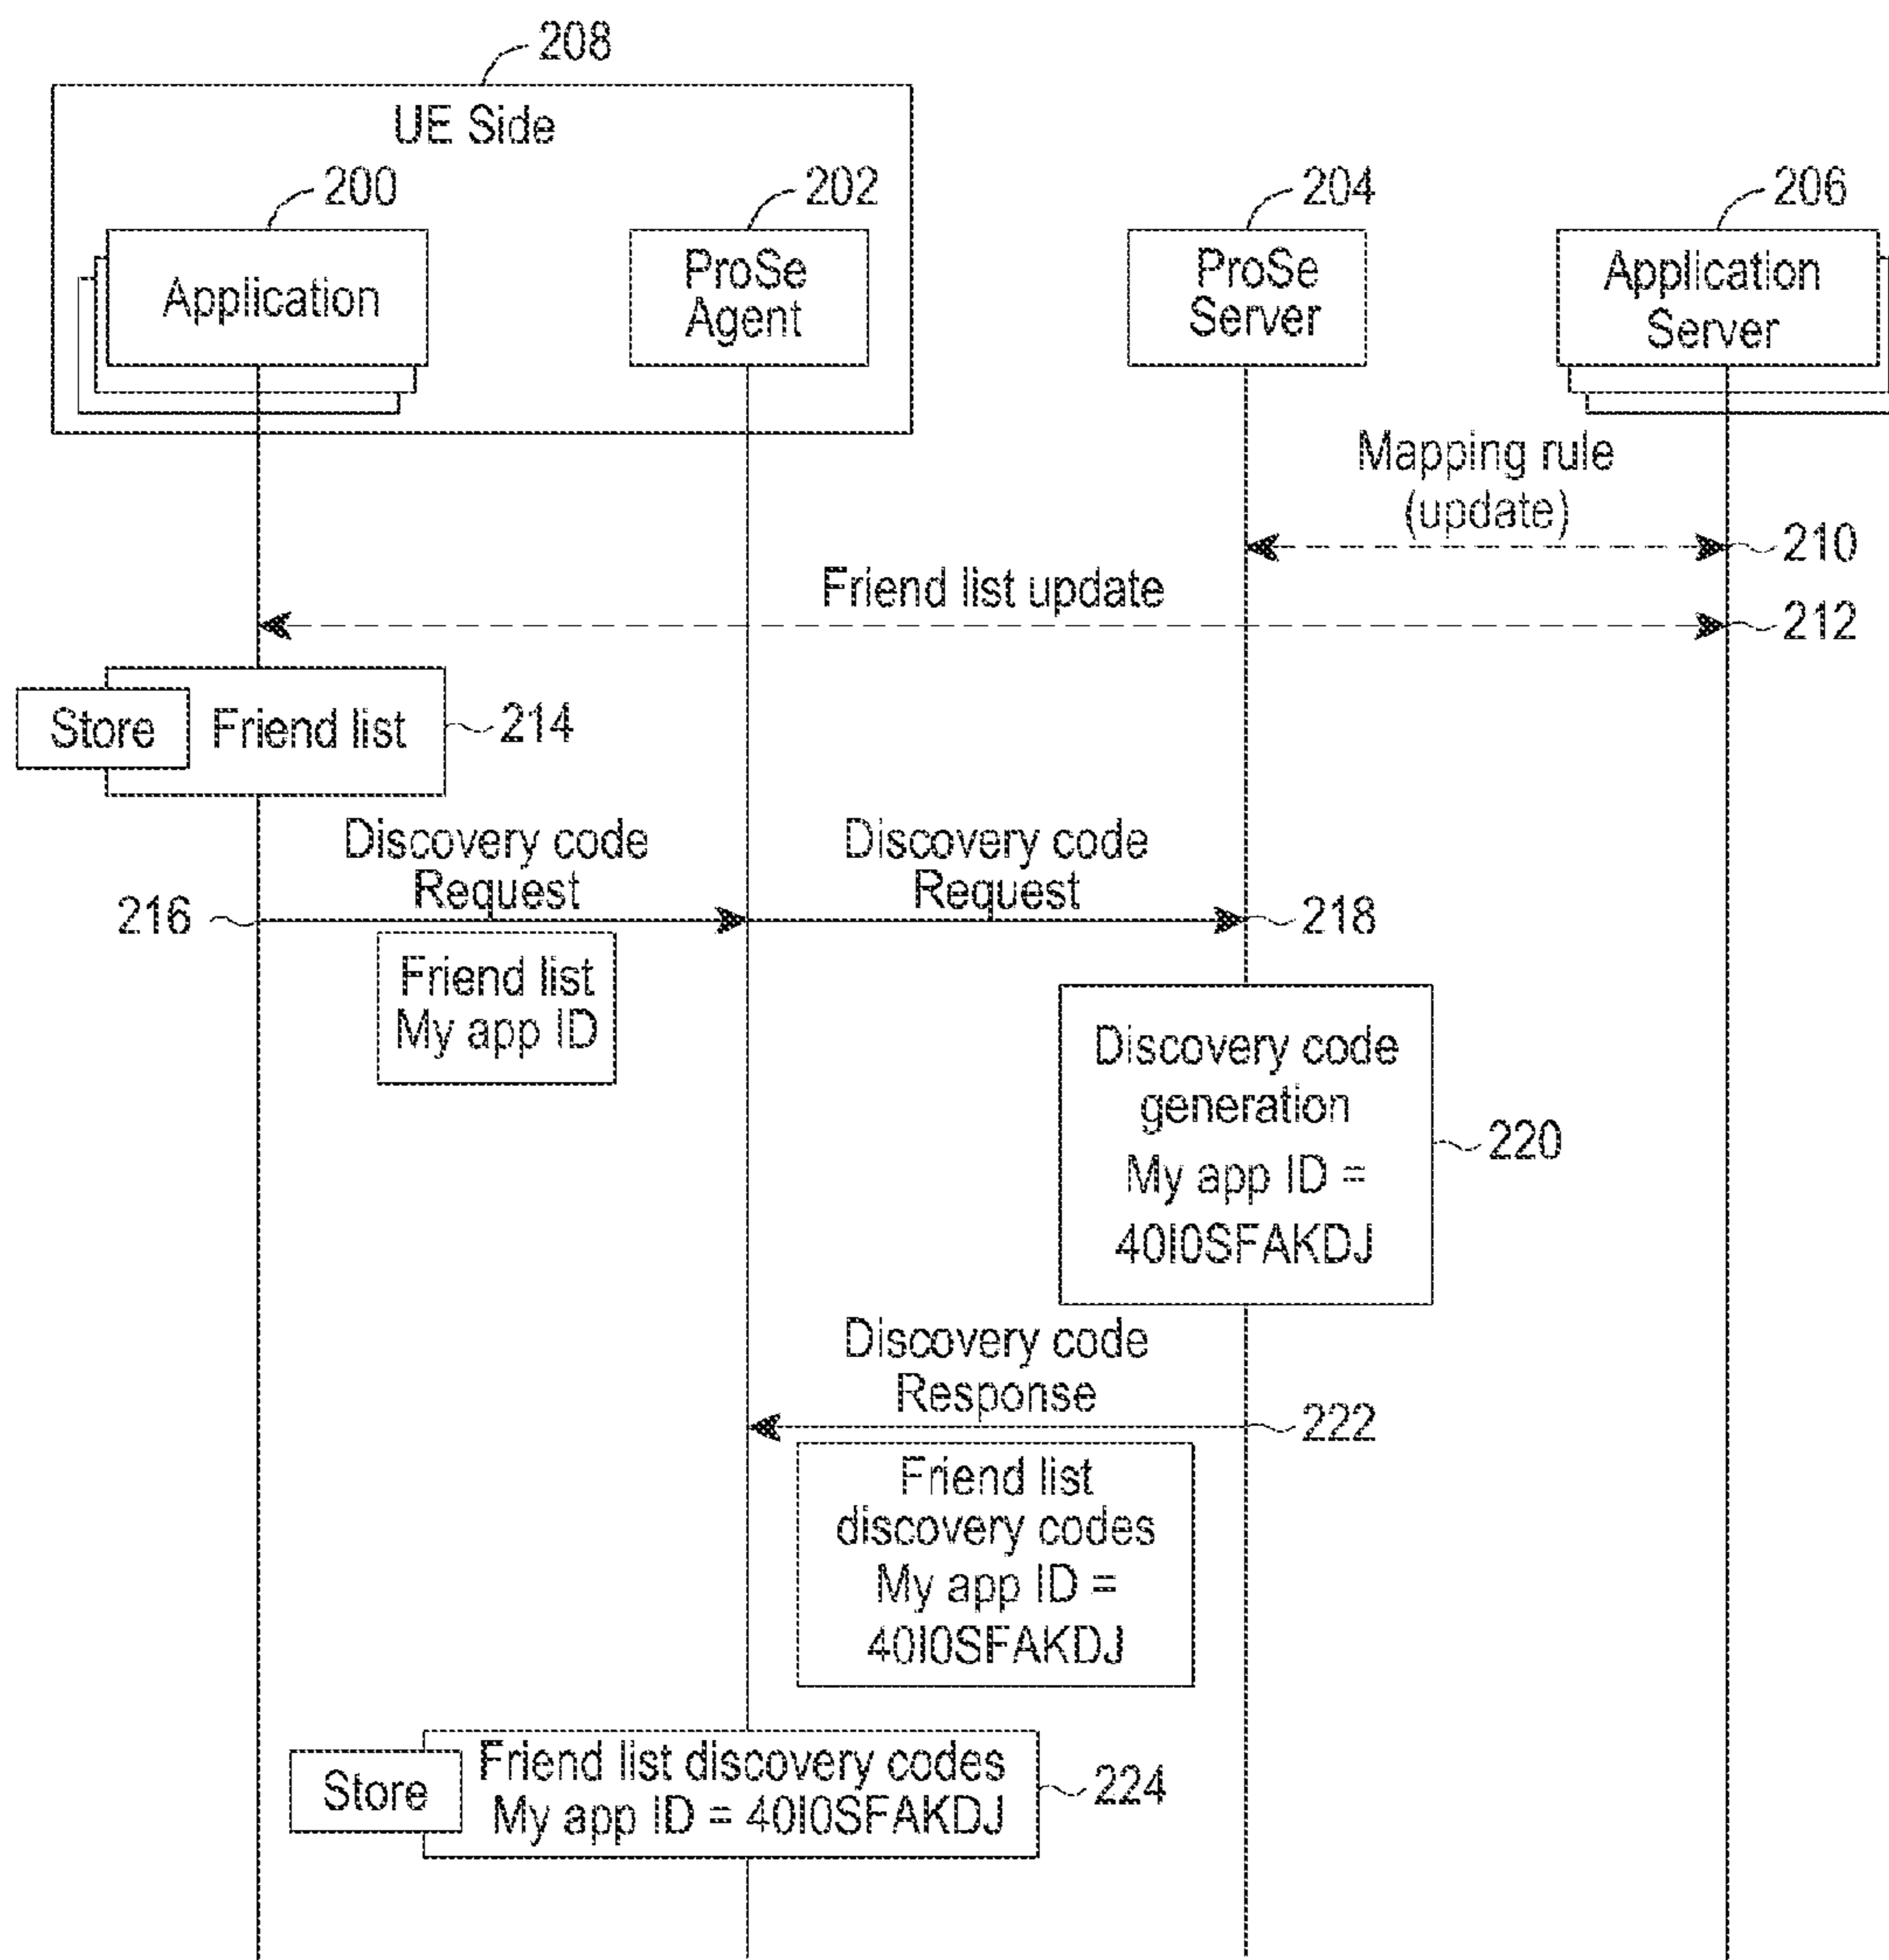 208
UE Side
200
202
204
206
Application
ProSe
Agent
ProSe
Server
Application
Server
Mapping rule
(update)
210
Friend list update
212
Store
Friend list
214
Discovery code
Request
Discovery code
Request
216
218
Friend list
My app ID
Discovery code
generation
My app ID =
40I0SFAKDJ
220
Discovery code
Response
222
Friend list
discovery codes
My app ID =
40I0SFAKDJ
Store
Friend list discovery codes
My app ID = 40I0SFAKDJ
224